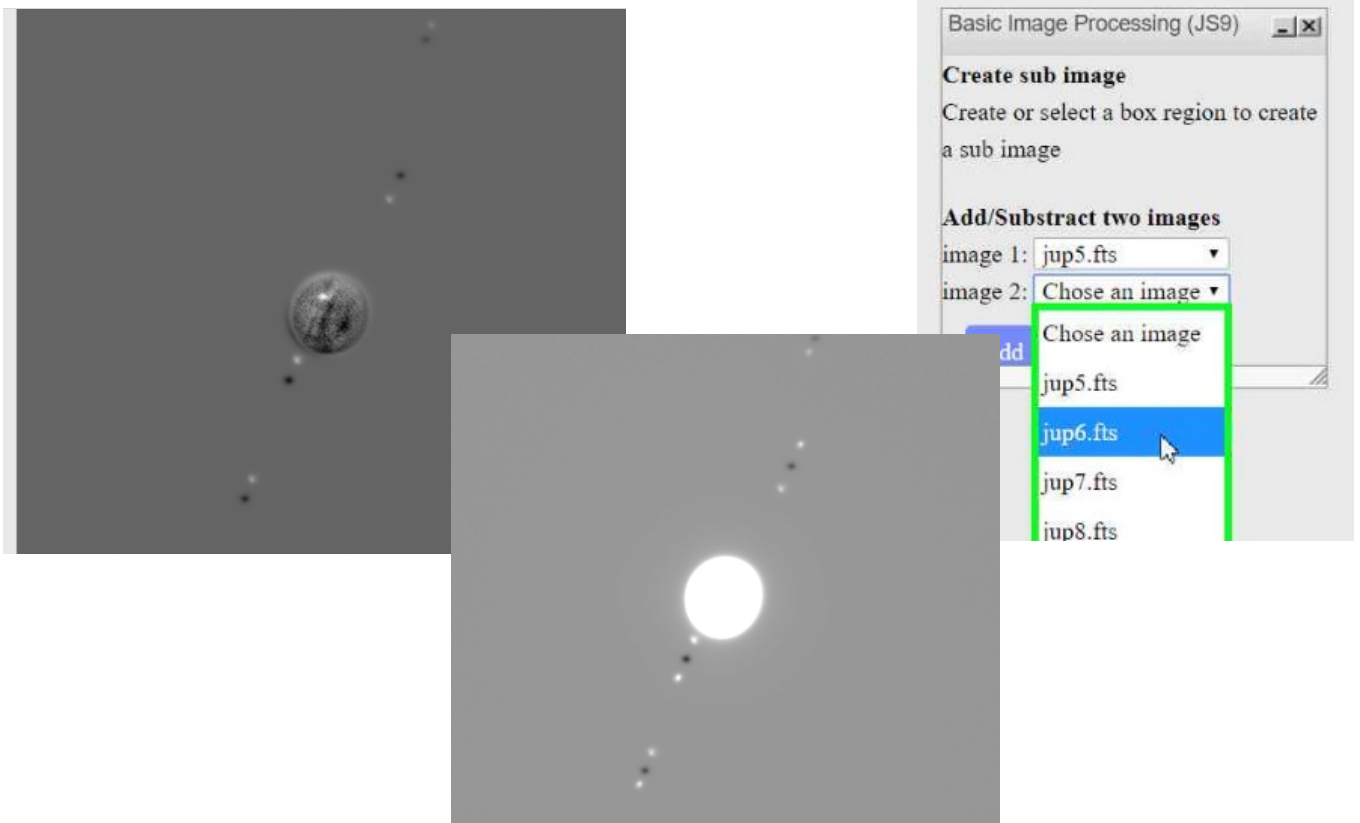 Basic Image Processing (JS9)
Create sub image
Create or select a box region to create
a sub image
Add/Substract two images
image 1: jup5.fts
image 2: Chose an image
dd
Chose an image
jup5.fts
jup6.fts
jup7.fts
jup8.fts